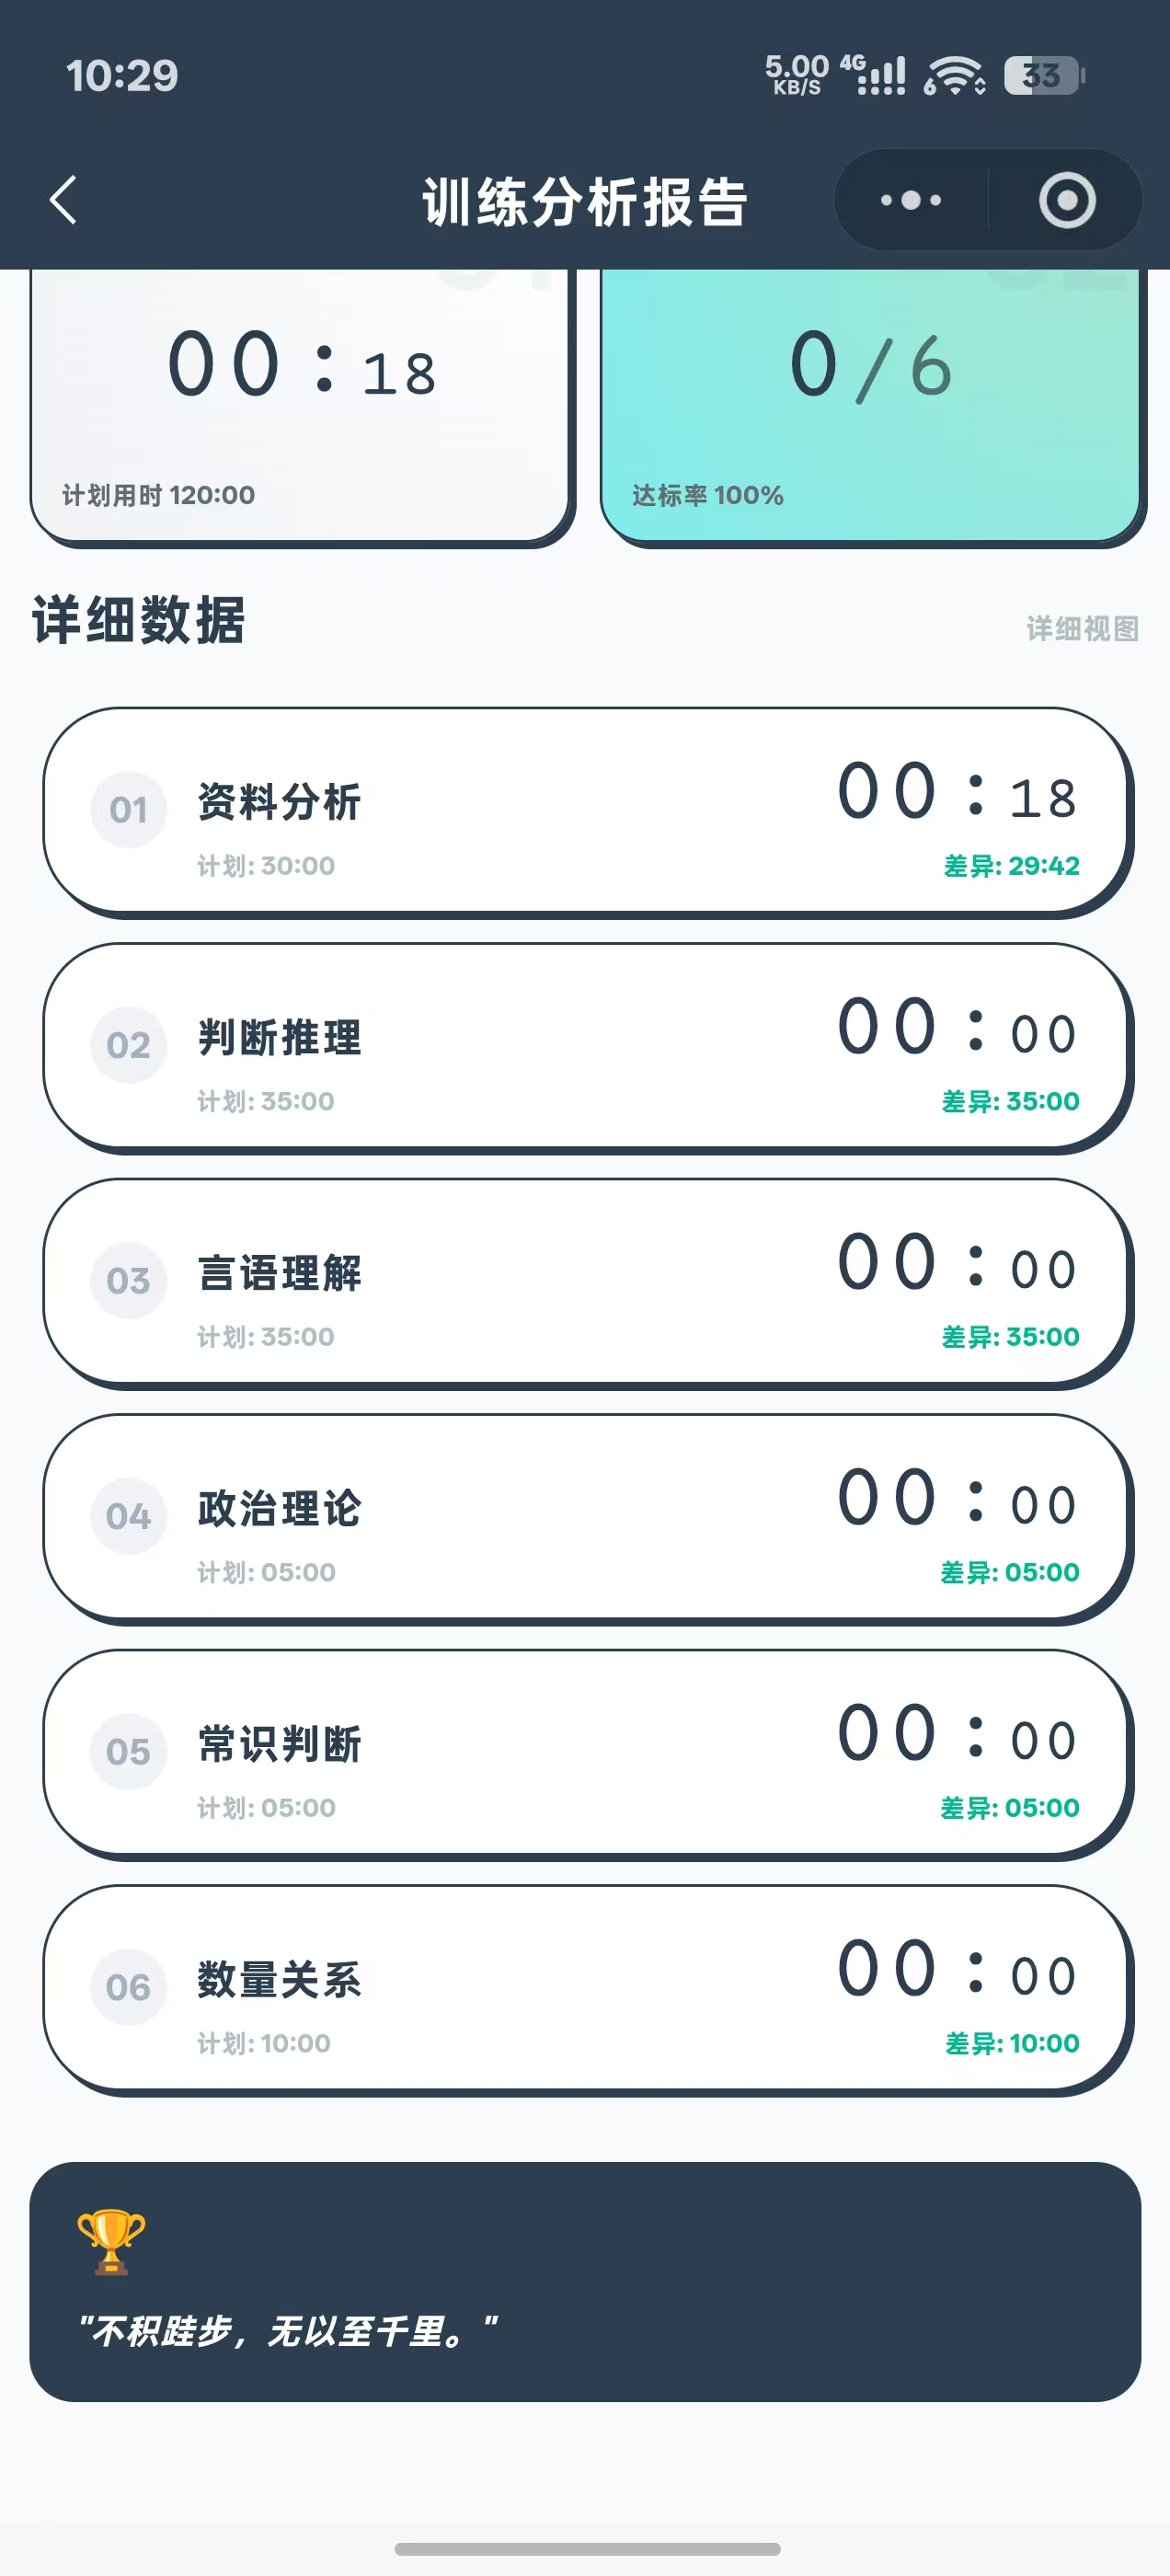 10:29
5.00 KB/S 4G 6 33
训练分析报告
00:18
0/6
计划用时 120:00
达标率 100%
详细数据
详细视图
01 资料分析 00:18
计划: 30:00 差异: 29:42
02 判断推理 00:00
计划: 35:00 差异: 35:00
03 言语理解 00:00
计划: 35:00 差异: 35:00
04 政治理论 00:00
计划: 05:00 差异: 05:00
05 常识判断 00:00
计划: 05:00 差异: 05:00
06 数量关系 00:00
计划: 10:00 差异: 10:00
"不积跬步，无以至千里。"